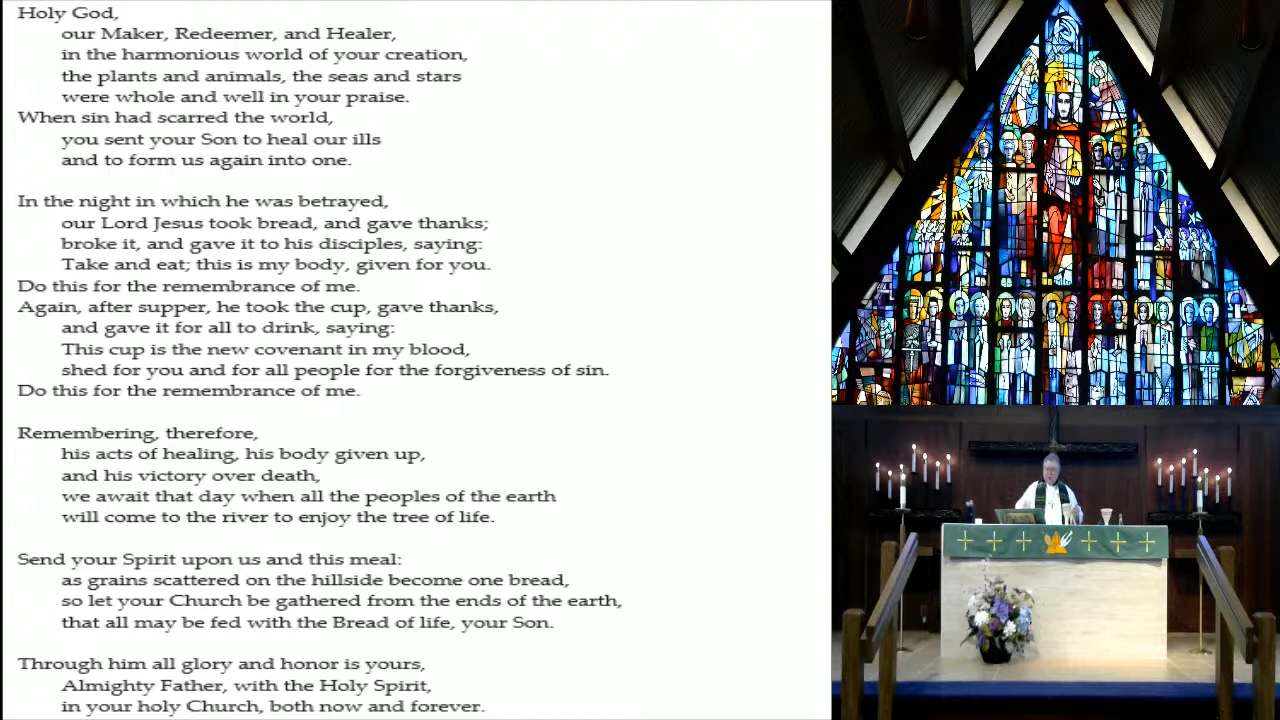 Holy God,
our Maker, Redeemer, and Healer,
in the harmonious world of your creation,
the plants and animals, the seas and stars
were whole and well in your praise.
When sin had scarred the world,
you sent your Son to heal our ills
and to form us again into one.
In the night in which he was betrayed,
our Lord Jesus took bread, and gave thanks;
broke it, and gave it to his disciples, saying:
Take and eat; this is my body, given for you.
Do this for the remembrance of me.
Again, after supper, he took the cup, gave thanks,
and gave it for all to drink, saying:
This cup is the new covenant in my blood,
shed for you and for all people for the forgiveness of sin.
Do this for the remembrance of me.
Remembering, therefore,
his acts of healing, his body given up,
and his victory over death,
we await that day when all the peoples of the earth
will come to the river to enjoy the tree of life.
Send your Spirit upon us and this meal:
as grains scattered on the hillside become one bread,
so let your Church be gathered from the ends of the earth,
that all may be fed with the Bread of life, your Son.
Through him all glory and honor is yours,
Almighty Father, with the Holy Spirit,
in your holy Church, both now and forever.